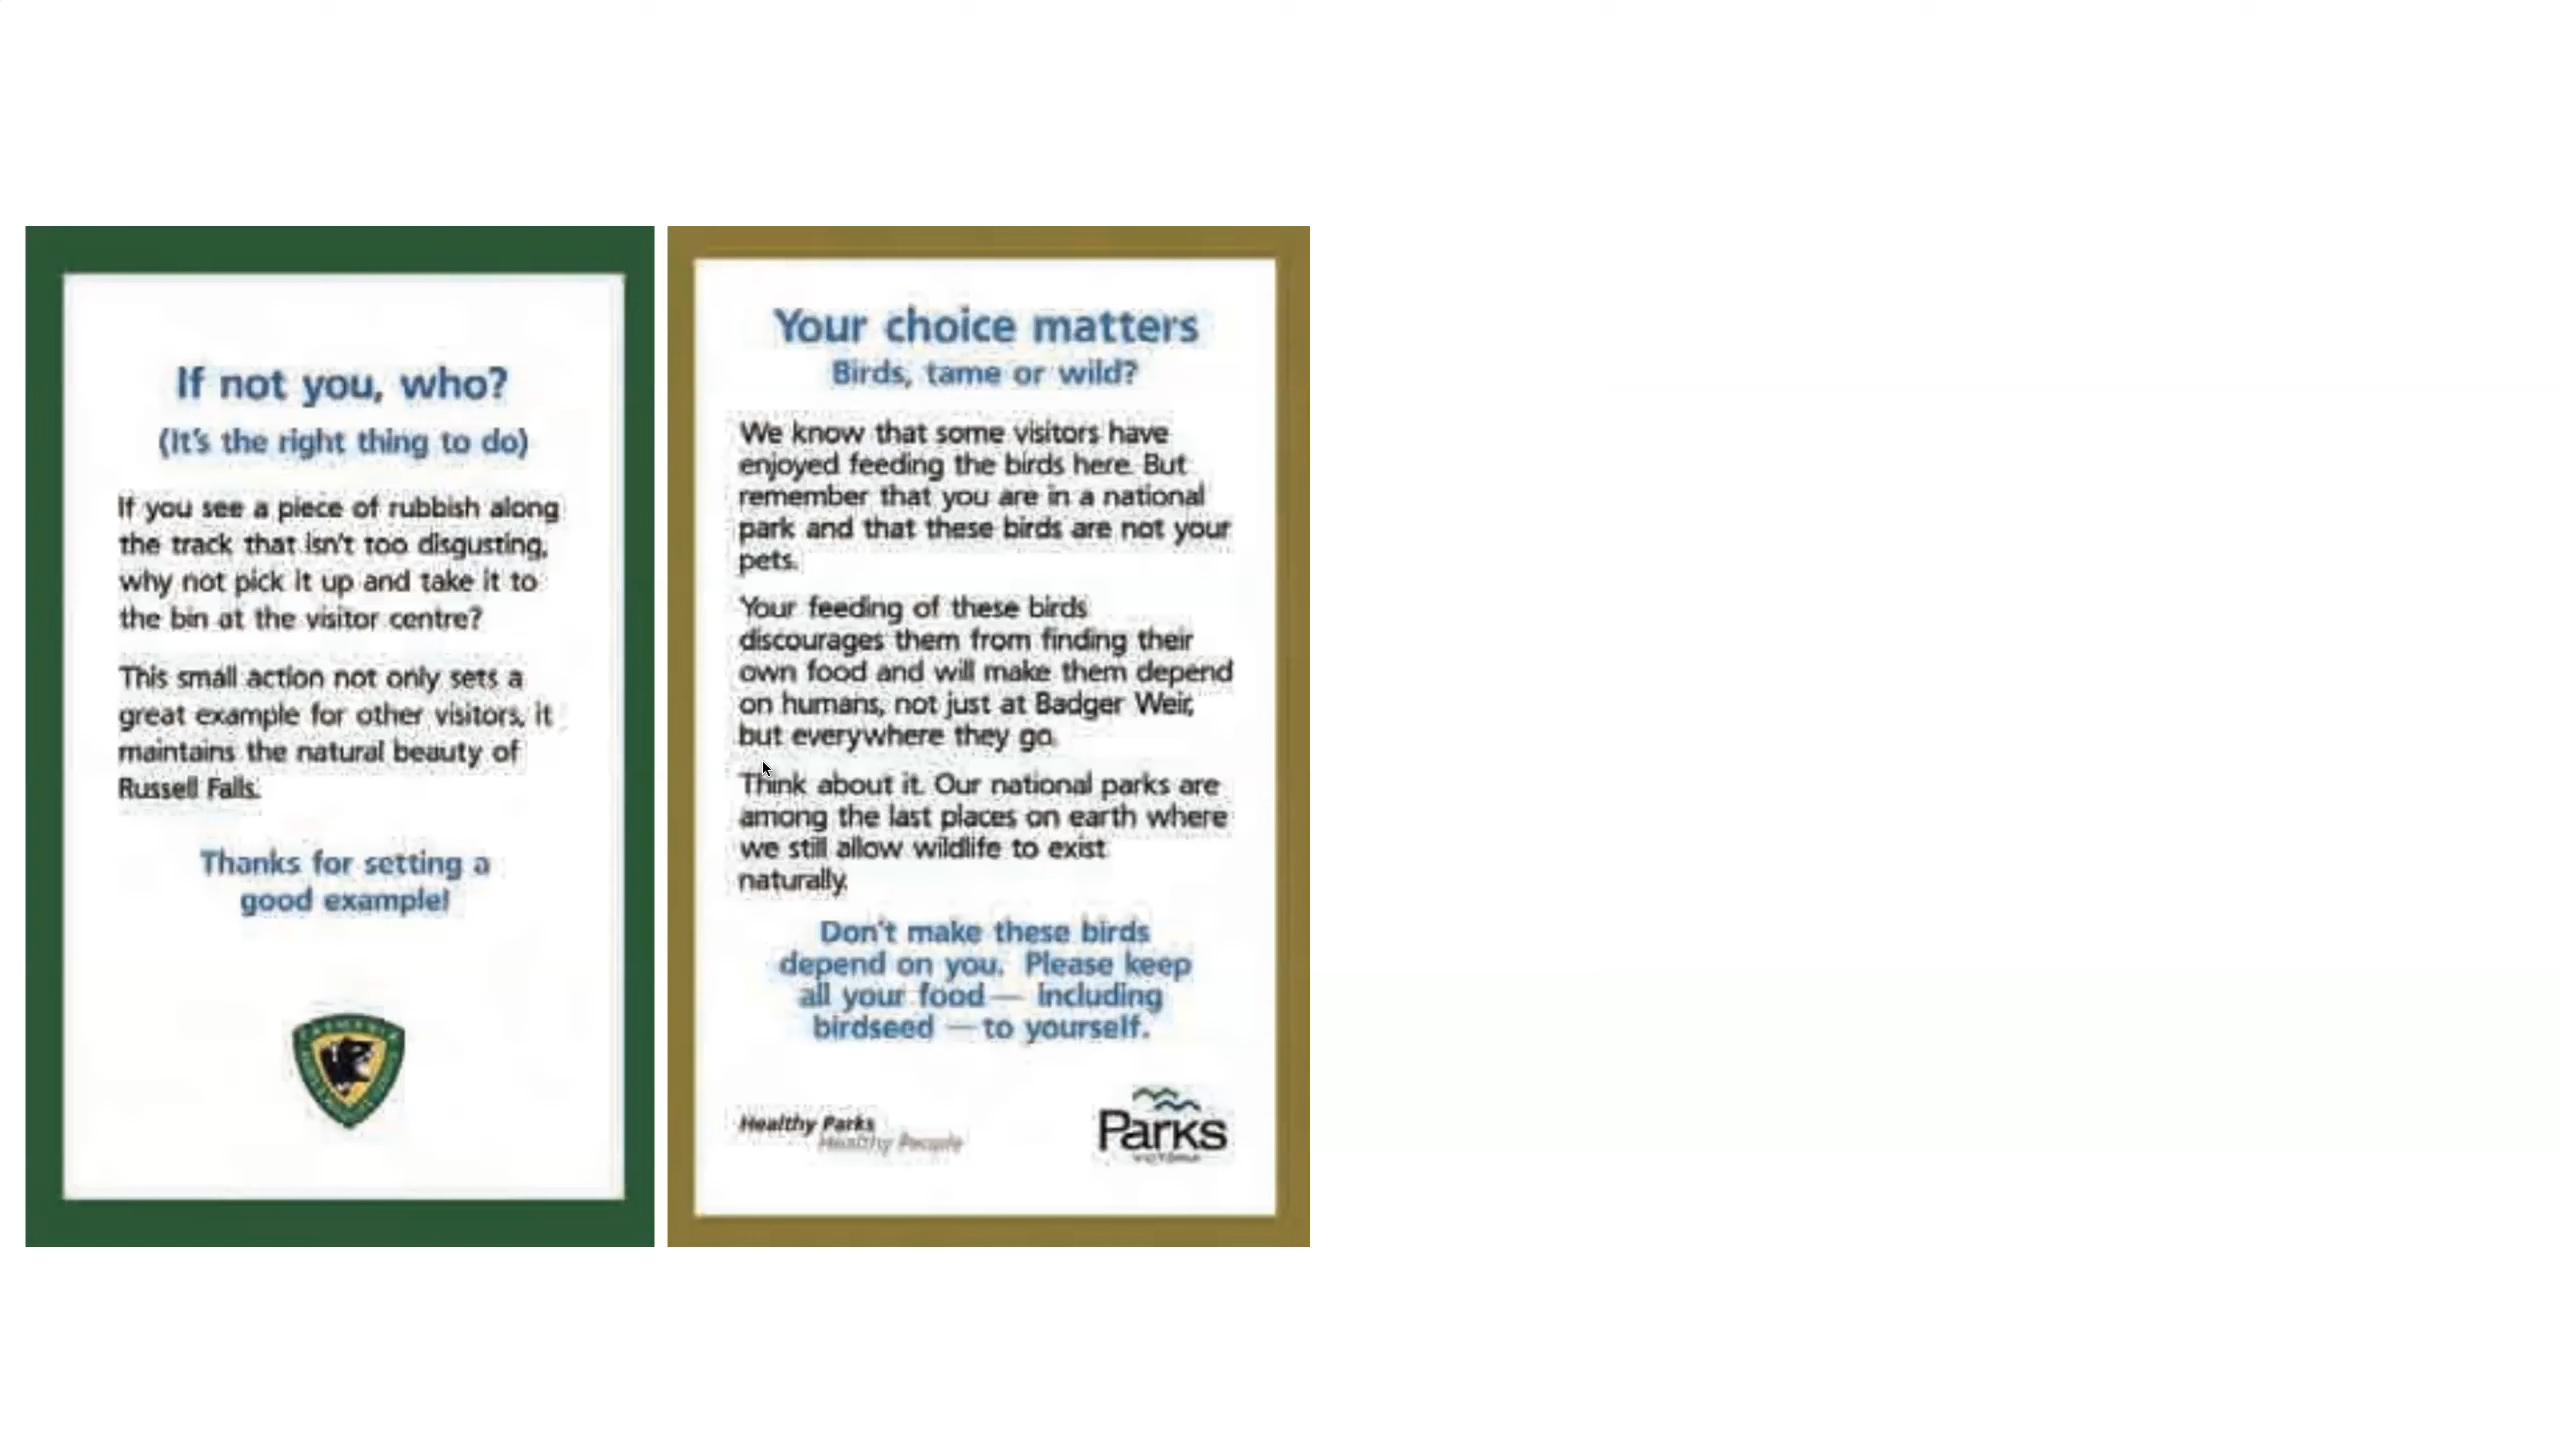 If not you, who?
(It's the right thing to do)
If you see a piece of rubbish along
the track that isn't too disgusting,
why not pick it up and take it to
the bin at the visitor centre?
This small action not only sets a
great example for other visitors, it
maintains the natural beauty of
Russell Falls.
Thanks for setting a
good example!
Your choice matters
Birds, tame or wild?
We know that some visitors have
enjoyed feeding the birds here. But
remember that you are in a national
park and that these birds are not your
pets.
Your feeding of these birds
discourages them from finding their
own food and will make them depend
on humans, not just at Badger Weir,
but everywhere they go.
Think about it. Our national parks are
among the last places on earth where
we still allow wildlife to exist
naturally.
Don't make these birds
depend on you. Please keep
all your food — including
birdseed — to yourself.
Healthy Parks
Healthy People
Parks
VICTORIA